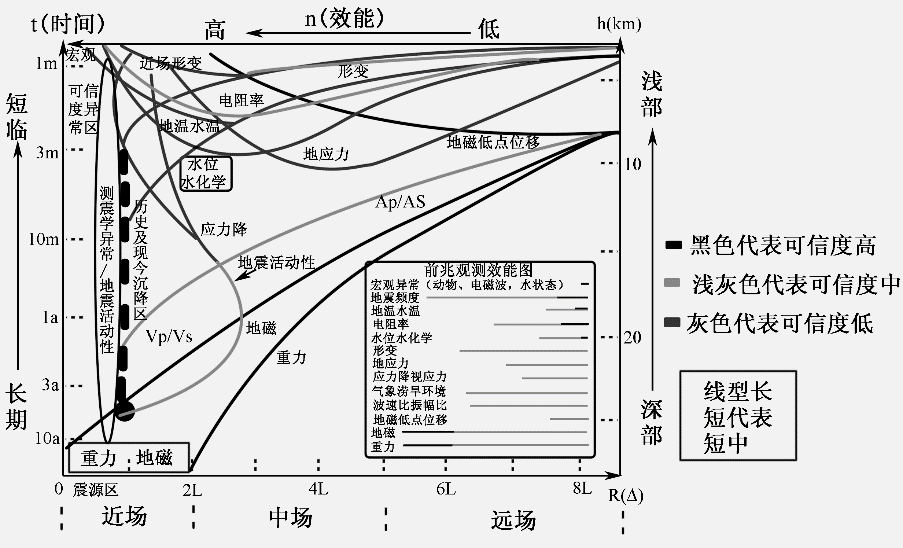 t(时间)
n(效能)
高
低
h(km)
宏观
近场形变
形变
1m
可信
度异
常区
电阻率
地温水温
浅部
短临
3m
水位
水化学
地应力
地磁低点位移
10
测震学异常/地震活动性
历史及现今沉降区
Ap/AS
应力降
10m
黑色代表可信度高
地震活动性
前兆观测效能图
宏观异常(动物、电磁波,水状态)
浅灰色代表可信度中
地震频度
地温水温
1a
地磁
电阻率
灰色代表可信度低
Vp/Vs
水位水化学
20
重力
形变
地应力
长期
3a
应力降视应力
深部
气象涝旱环境
线型长
短代表
短中
波速比振幅比
地磁低点位移
10a
地磁
重力
重力 地磁
0
震源区
2L
4L
6L
8L
R(Δ)
近场
中场
远场